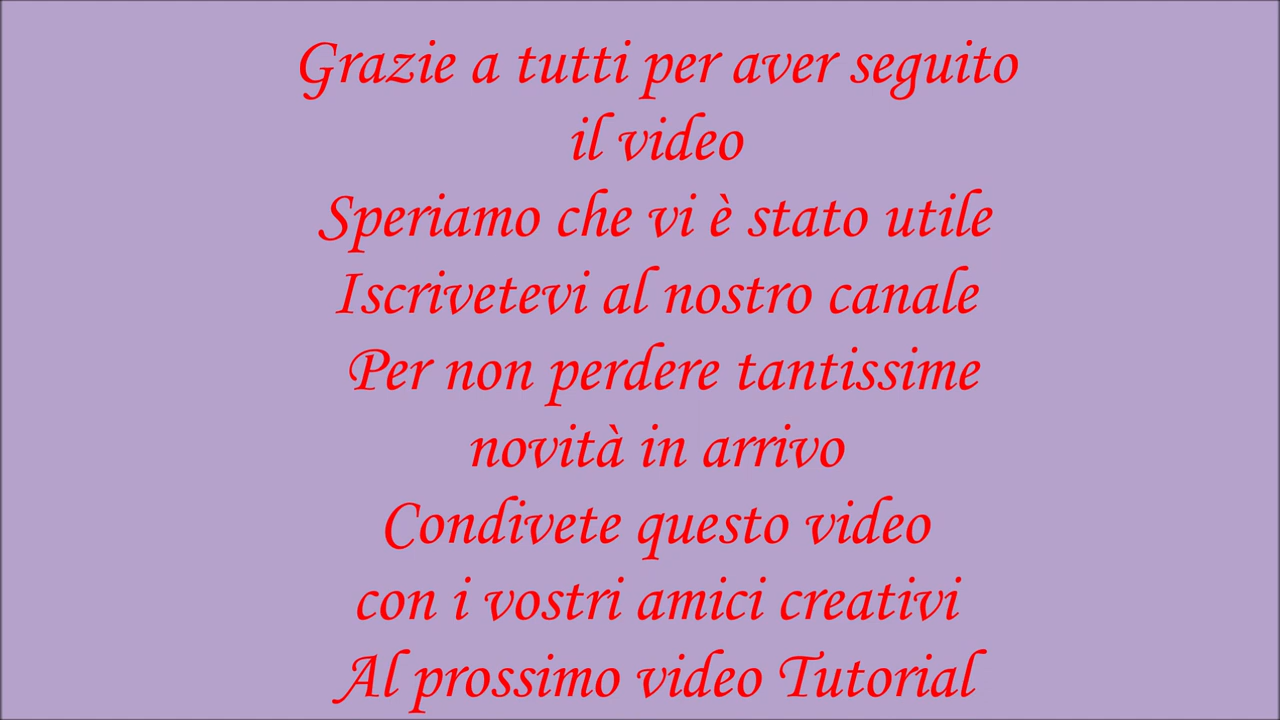 Grazie a tutti per aver seguito
il video
Speriamo che vi è stato utile
Iscrivetevi al nostro canale
Per non perdere tantissime
novità in arrivo
Condivete questo video
con i vostri amici creativi
Al prossimo video Tutorial